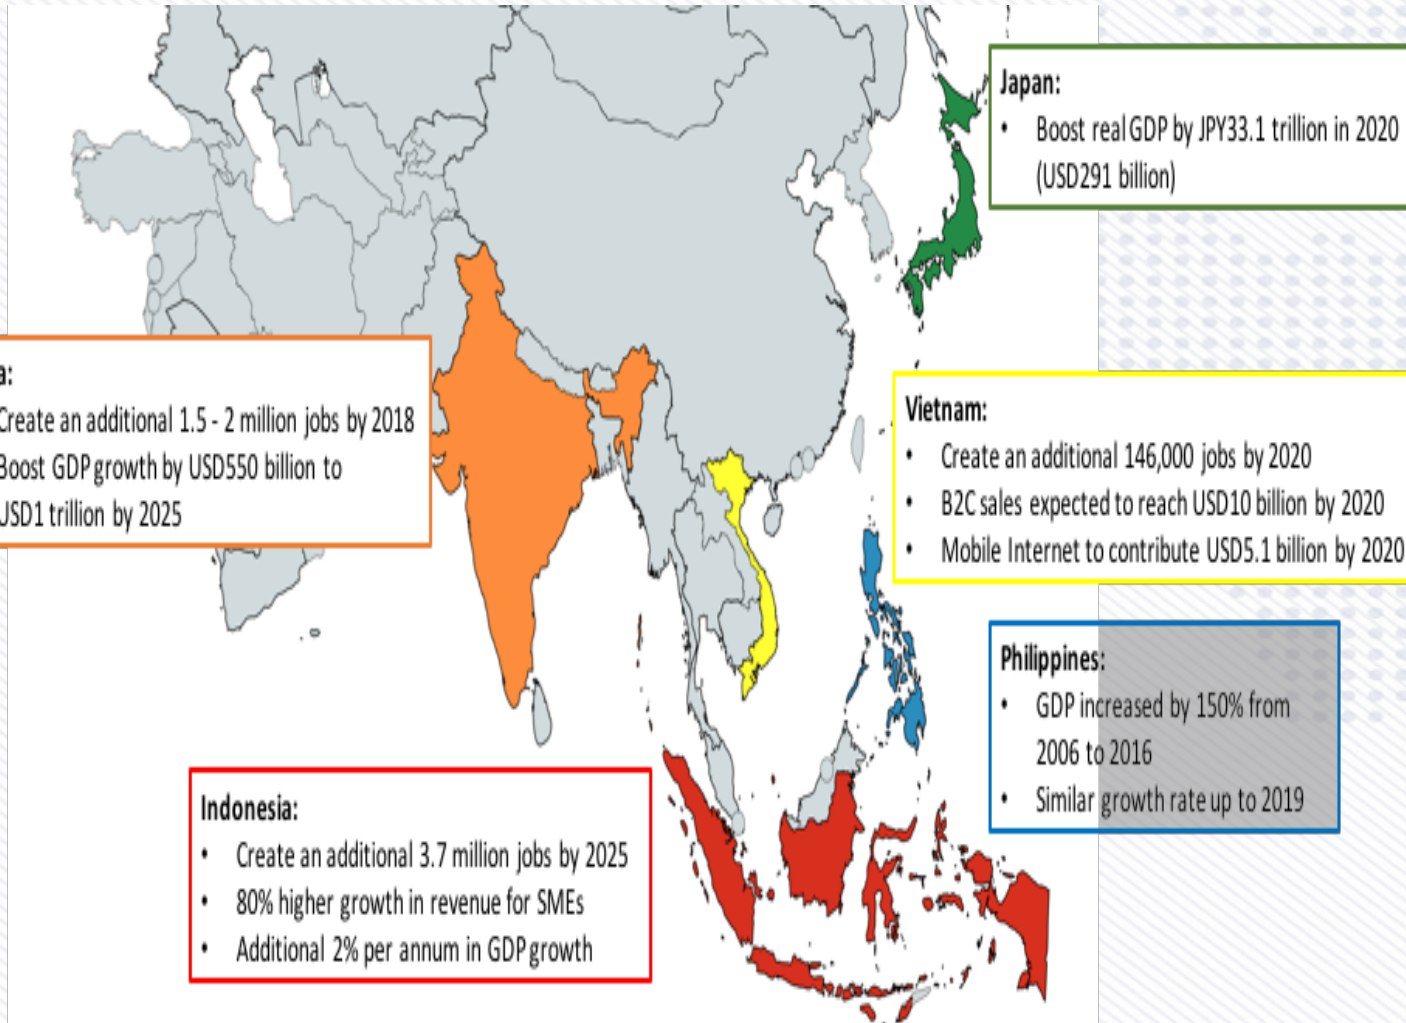 Japan:
• Boost real GDP by JPY33.1 trillion in 2020
(USD291 billion)
a:
Create an additional 1.5 - 2 million jobs by 2018
Boost GDP growth by USD550 billion to
USD1 trillion by 2025
Vietnam:
• Create an additional 146,000 jobs by 2020
• B2C sales expected to reach USD10 billion by 2020
• Mobile Internet to contribute USD5.1 billion by 2020
Philippines:
• GDP increased by 150% from
2006 to 2016
• Similar growth rate up to 2019
Indonesia:
• Create an additional 3.7 million jobs by 2025
• 80% higher growth in revenue for SMEs
• Additional 2% per annum in GDP growth